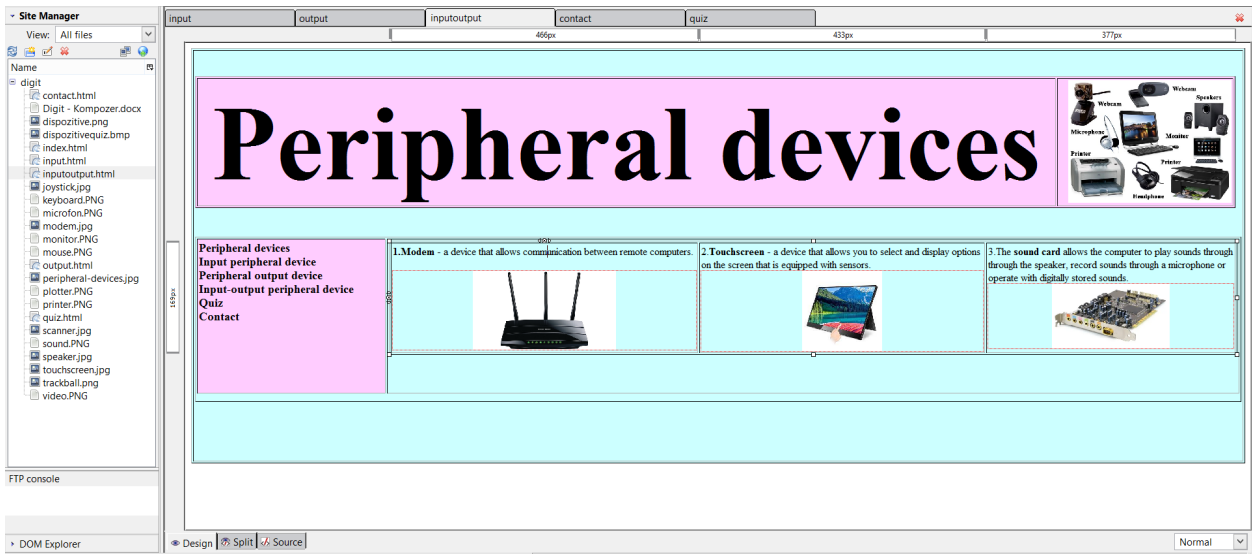 Site Manager
View: All files
Name
digit
contact.html
Digit - Kompozer.docx
dispozitive.png
dispozitivequiz.bmp
index.html
input.html
inputoutput.html
joystick.jpg
keyboard.PNG
microfon.PNG
modem.jpg
monitor.PNG
mouse.PNG
output.html
peripheral-devices.jpg
plotter.PNG
printer.PNG
quiz.html
scanner.jpg
sound.PNG
speaker.jpg
touchscreen.jpg
trackball.png
video.PNG
FTP console
DOM Explorer
input output inputoutput contact quiz
466px 433px 377px
169px
Peripheral devices
Webcam
Webcam
Speakers
Microphone
Monitor
Printer
Printer
Headphone
Peripheral devices
Input peripheral device
Peripheral output device
Input-output peripheral device
Quiz
Contact
1.Modem - a device that allows communication between remote computers.
2.Touchscreen - a device that allows you to select and display options
on the screen that is equipped with sensors.
3.The sound card allows the computer to play sounds through
through the speaker, record sounds through a microphone or
operate with digitally stored sounds.
Design Split Source
Normal